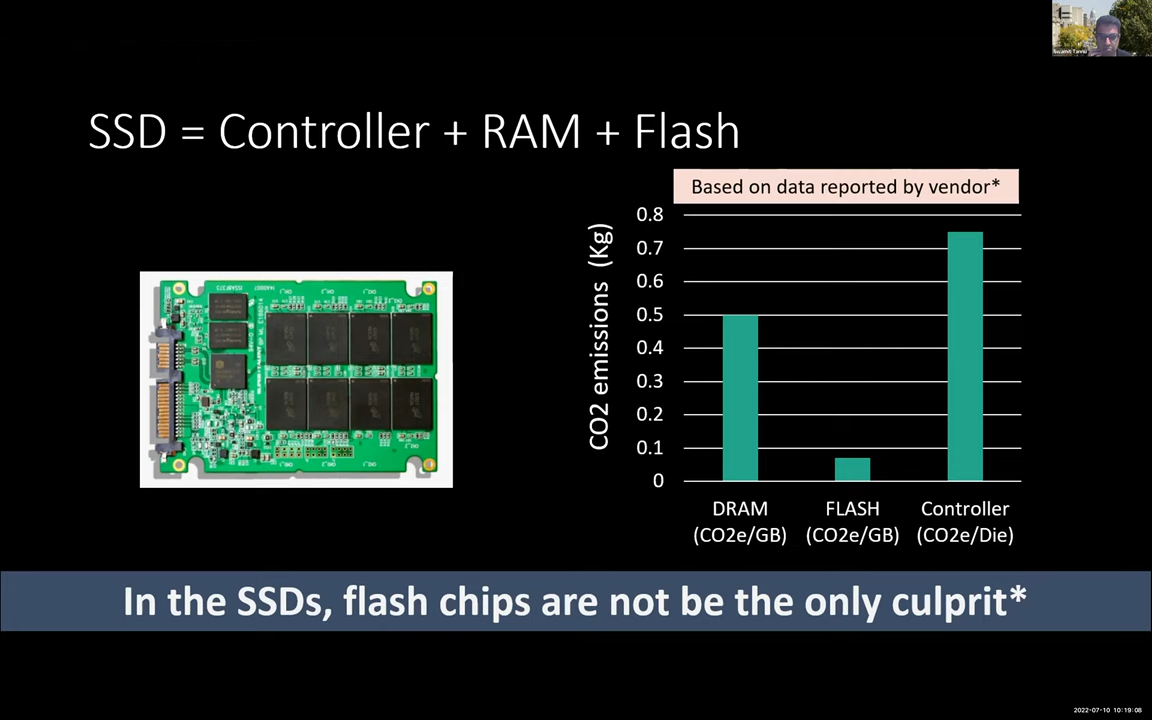 Swamit Tannu
SSD = Controller + RAM + Flash
Based on data reported by vendor*
CO2 emissions (Kg)
0.8
0.7
0.6
0.5
0.4
0.3
0.2
0.1
0
DRAM
(CO2e/GB)
FLASH
(CO2e/GB)
Controller
(CO2e/Die)
In the SSDs, flash chips are not be the only culprit*
2022-07-10 10:19:08